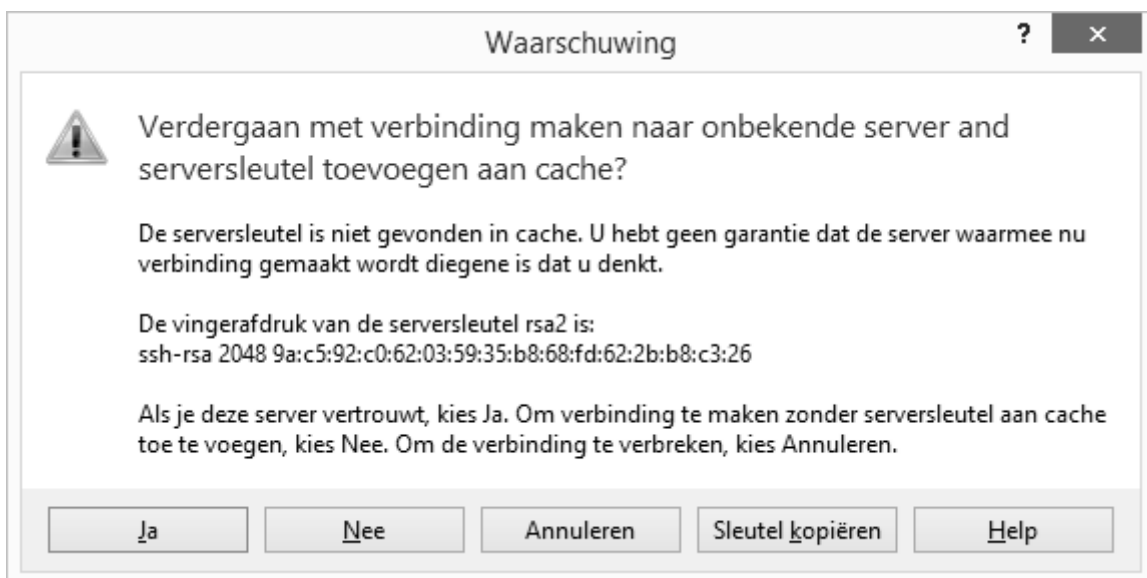 Waarschuwing
?
×
Verdergaan met verbinding maken naar onbekende server and
serversleutel toevoegen aan cache?
De serversleutel is niet gevonden in cache. U hebt geen garantie dat de server waarmee nu
verbinding gemaakt wordt diegene is dat u denkt.
De vingerafdruk van de serversleutel rsa2 is:
ssh-rsa 2048 9a:c5:92:c0:62:03:59:35:b8:68:fd:62:2b:b8:c3:26
Als je deze server vertrouwt, kies Ja. Om verbinding te maken zonder serversleutel aan cache
toe te voegen, kies Nee. Om de verbinding te verbreken, kies Annuleren.
Ja Nee Annuleren Sleutel kopiëren Help